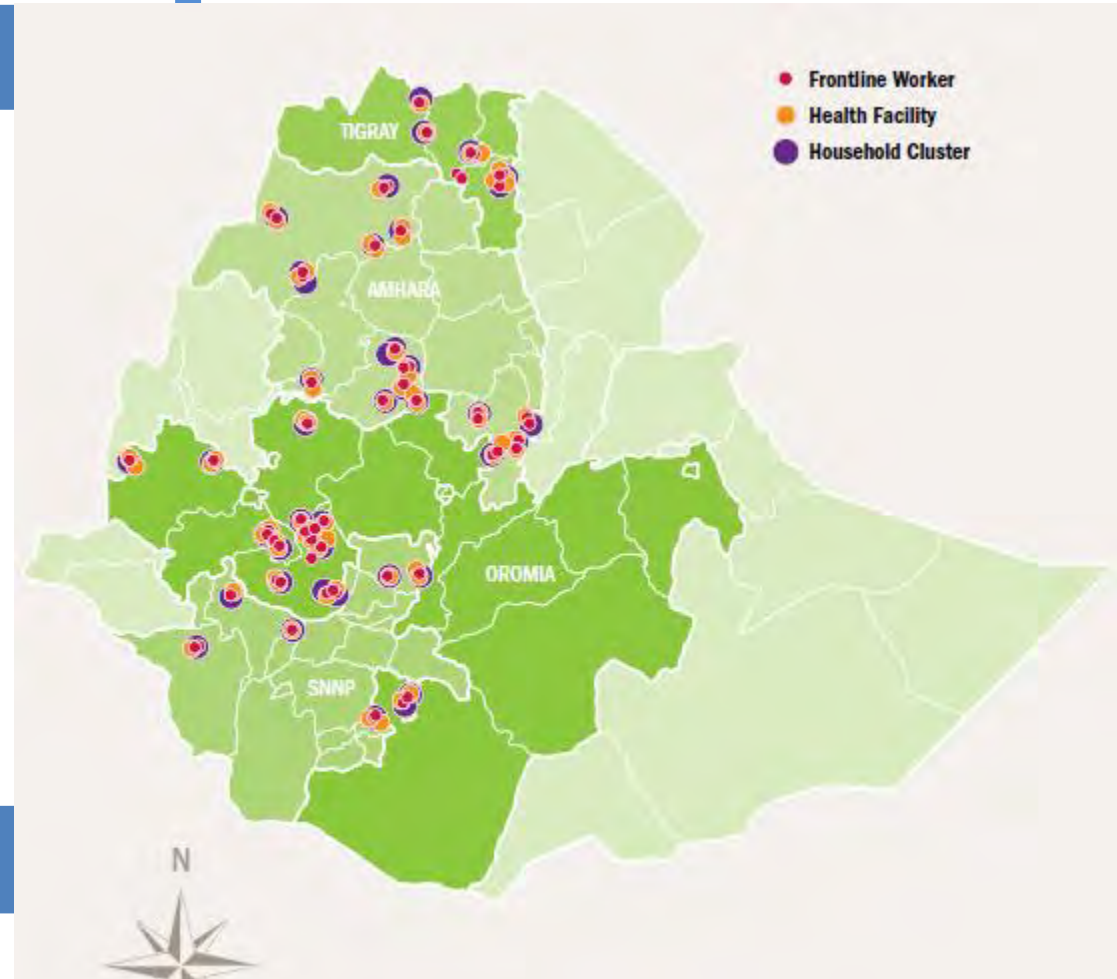 Frontline Worker
Health Facility
Household Cluster
TIGRAY
AMHARA
OROMIA
SNNP
N